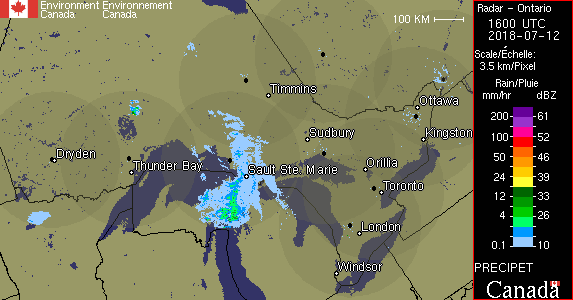 Environment Environnement
Canada Canada
100 KM
Timmins
Ottawa
Sudbury
Kingston
Dryden
Thunder Bay
Sault Ste. Marie
Orillia
Toronto
London
Windsor
Radar - Ontario
1600 UTC
2018-07-12
Scale/Échelle:
3.5 km/Pixel
Rain/Pluie
mm/hr dBZ
200 61
100 52
50 46
24 39
12 33
4 26
0.1 10
PRECIPET
Canada